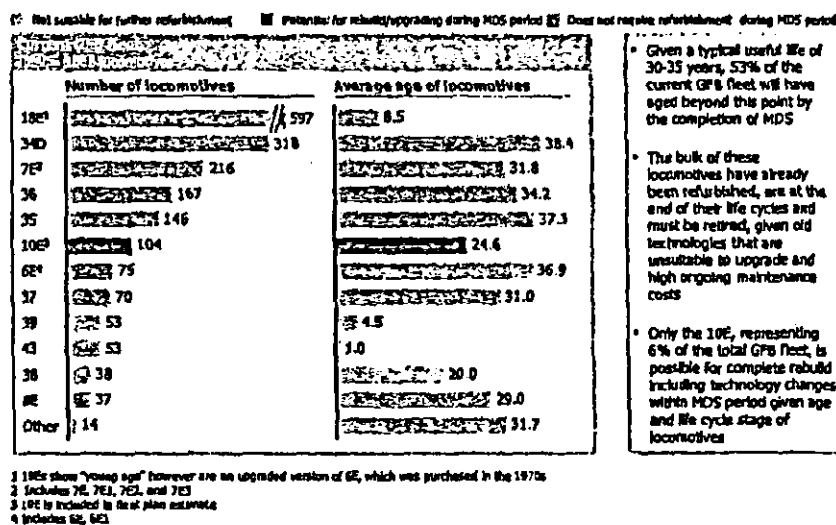 Not suitable for further refurbishment Potential for rebuild/upgrading during MDS period Does not require refurbishment during MDS period
Number of locomotives Average age of locomotives
18E¹ 597 8.5
34D 318 38.4
7E² 216 31.8
36 167 34.2
35 146 37.3
10E³ 104 24.6
6E⁴ 75 36.9
37 70 31.0
39 53 4.5
43 53 1.0
38 38 20.0
8E 37 29.0
Other 14 31.7
• Given a typical useful life of
30-35 years, 53% of the
current GFB fleet will have
aged beyond this point by
the completion of MDS
• The bulk of these
locomotives have already
been refurbished, are at the
end of their life cycles and
must be retired, given old
technologies that are
unsuitable to upgrade and
high ongoing maintenance
costs
• Only the 10E, representing
6% of the total GFB fleet, is
possible for complete rebuild
including technology changes
within MDS period given age
and life cycle stage of
locomotives
1 18Es show "young age" however are an upgraded version of 6E, which was purchased in the 1970s
2 Includes 7E, 7E1, 7E2, and 7E3
3 10E is included in fleet plan estimate
4 Includes 6E, 6E1